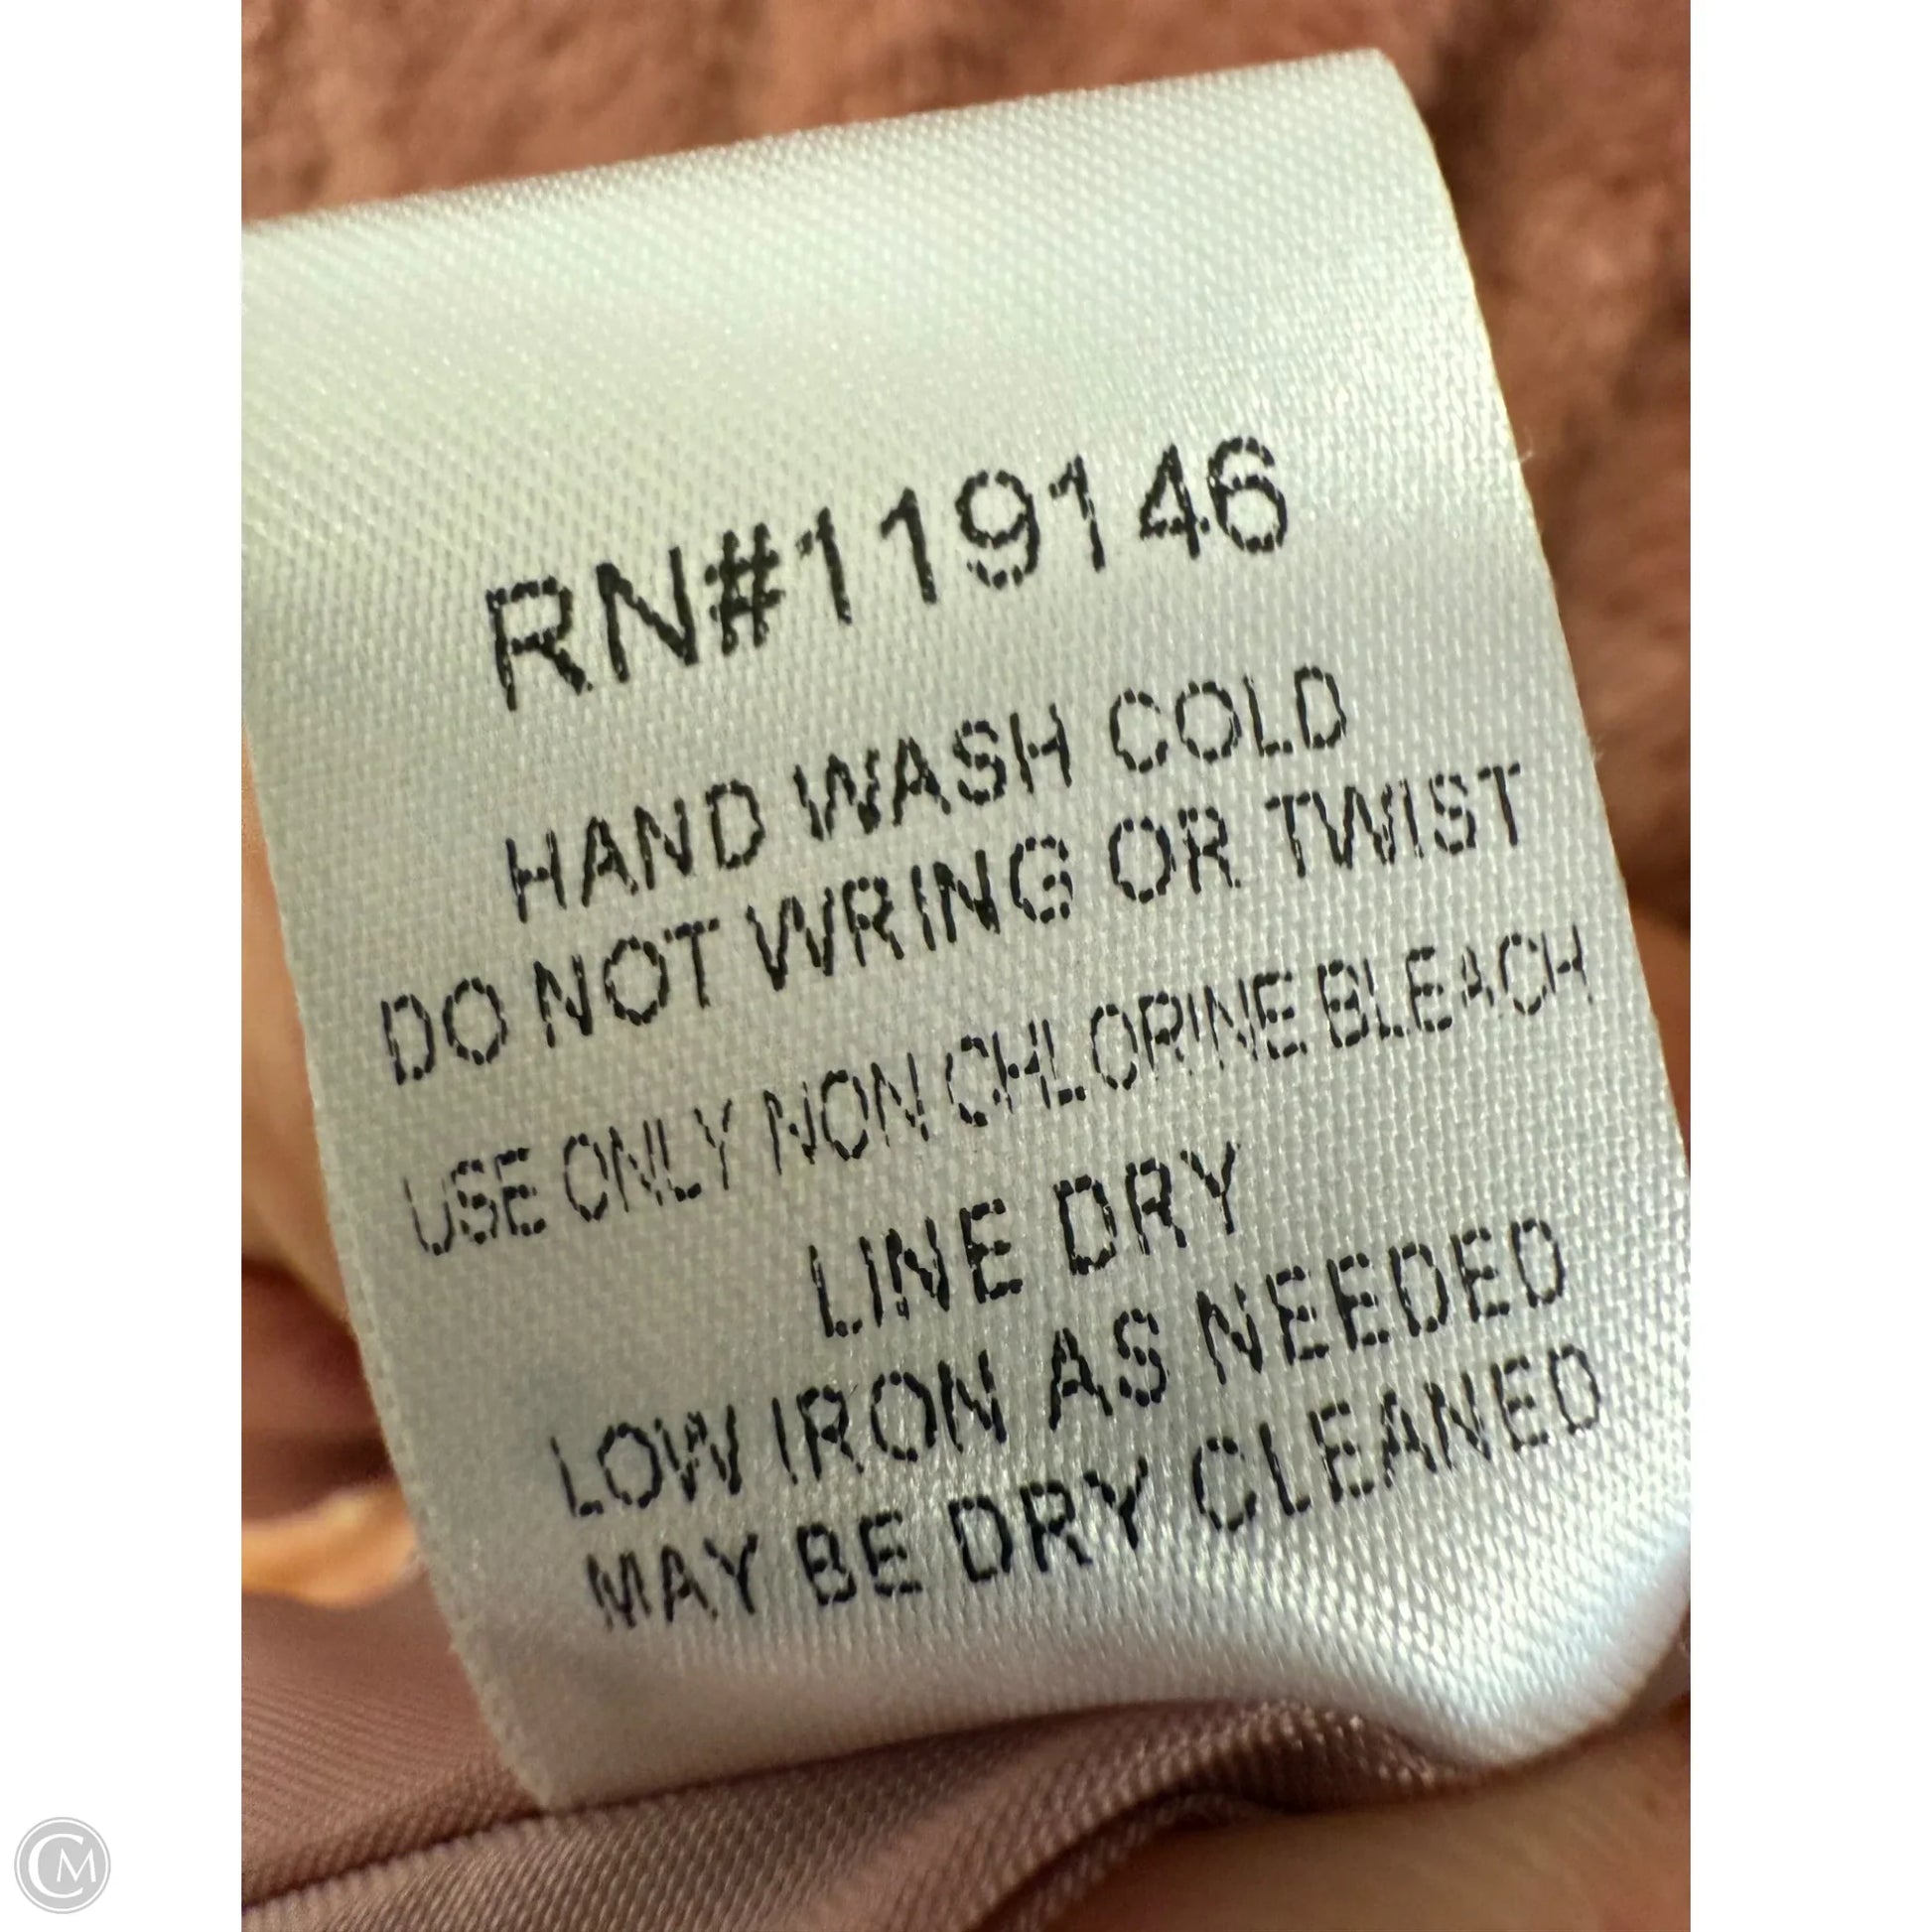 RN#119146
HAND WASH COLD
DO NOT WRING OR TWIST
USE ONLY NON CHLORINE BLEACH
LINE DRY
LOW IRON AS NEEDED
MAY BE DRY CLEANED
CM